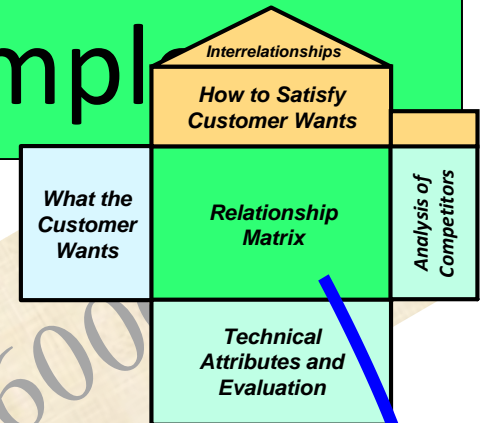 mpl
Interrelationships
How to Satisfy
Customer Wants
What the
Customer
Wants
Relationship
Matrix
Analysis of
Competitors
Technical
Attributes and
Evaluation